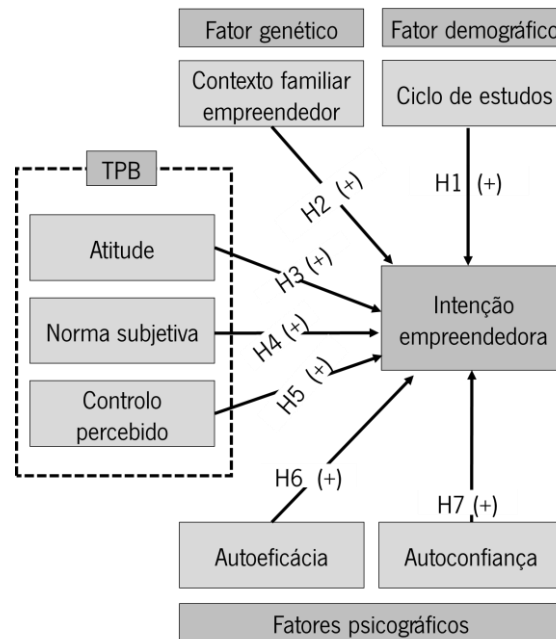 Fator genético
Fator demográfico
Contexto familiar
empreendedor
Ciclo de estudos
H2 (+)
H1 (+)
TPB
Atitude
Norma subjetiva
Controlo
percebido
H3 (+)
H4 (+)
H5 (+)
Intenção
empreendedora
H6 (+)
H7 (+)
Autoeficácia
Autoconfiança
Fatores psicográficos